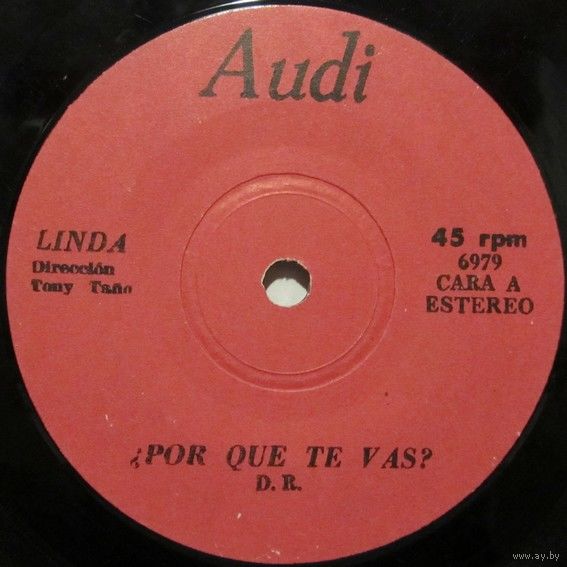 Audi
LINDA
Dirección
Tony Taño
45 rpm
6979
CARA A
ESTEREO
¿POR QUE TE VAS?
D. R.
www.ay.by